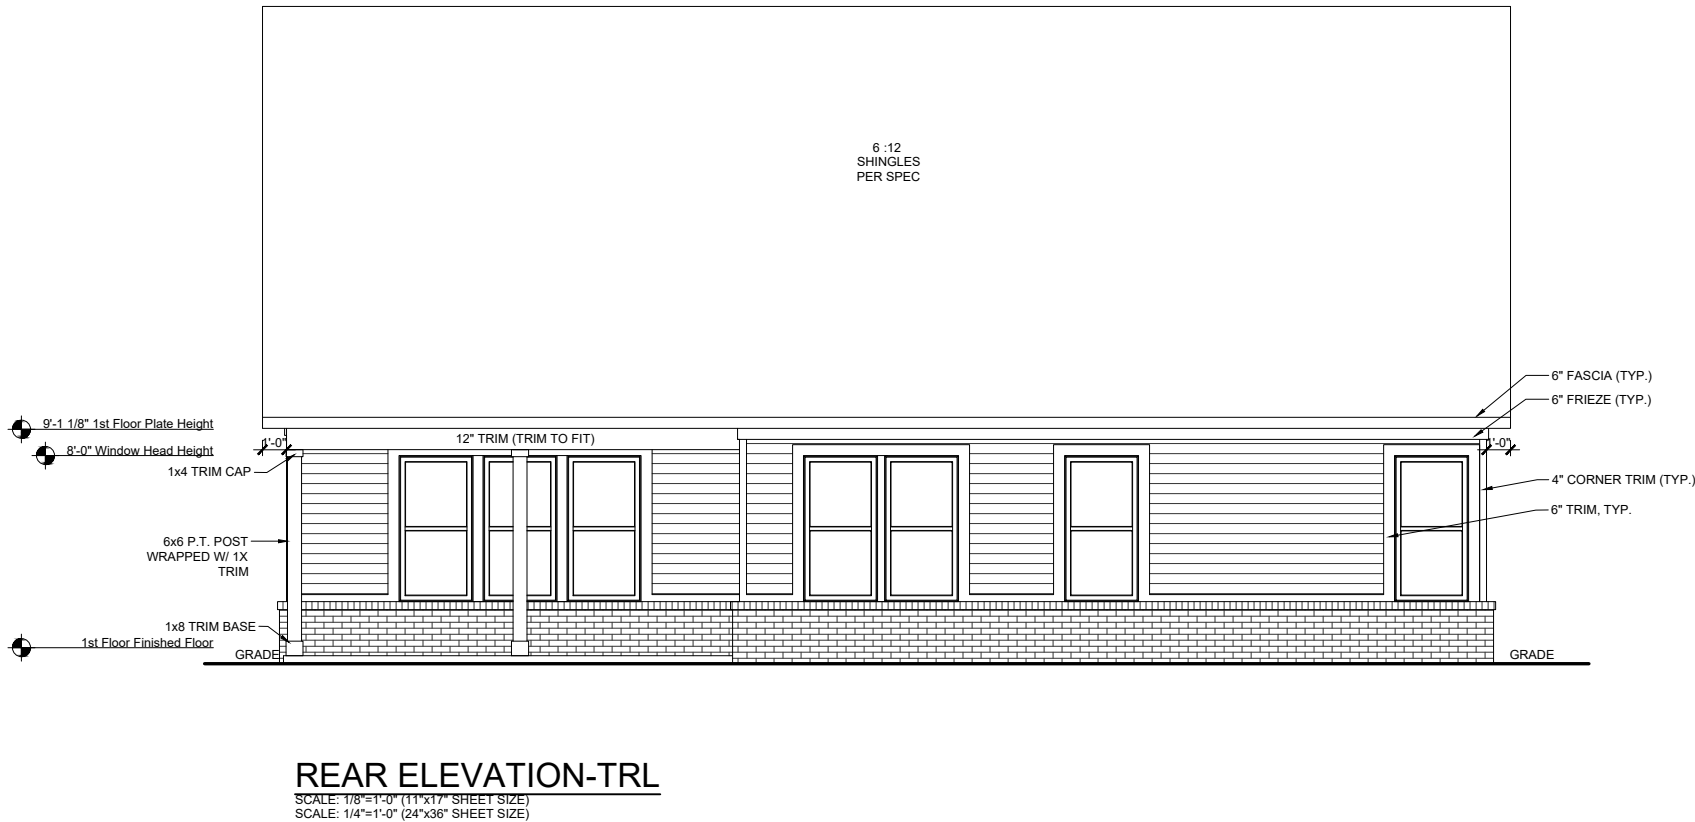 6 :12
SHINGLES
PER SPEC
6" FASCIA (TYP.)
6" FRIEZE (TYP.)
9'-1 1/8" 1st Floor Plate Height
1'-0"
12" TRIM (TRIM TO FIT)
1'-0"
8'-0" Window Head Height
1x4 TRIM CAP
4" CORNER TRIM (TYP.)
6" TRIM, TYP.
6x6 P.T. POST
WRAPPED W/ 1X
TRIM
1x8 TRIM BASE
1st Floor Finished Floor
GRADE
GRADE
REAR ELEVATION-TRL
SCALE: 1/8"=1'-0" (11"x17" SHEET SIZE)
SCALE: 1/4"=1'-0" (24"x36" SHEET SIZE)